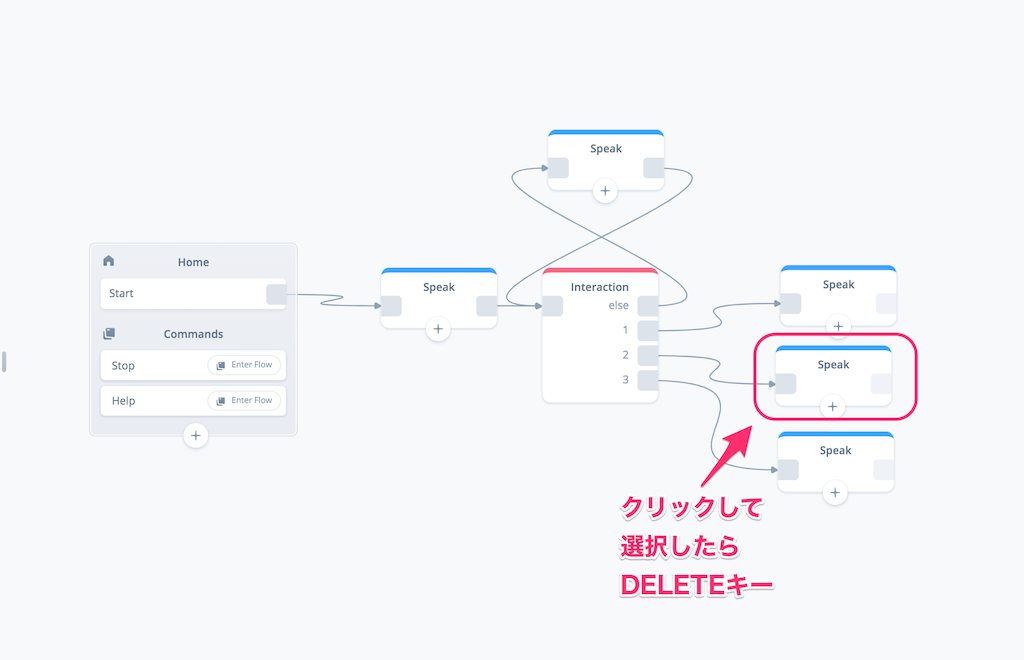 Speak
Home
Start
Commands
Stop
Enter Flow
Help
Enter Flow
Speak
Interaction
else
1
2
3
Speak
Speak
Speak
クリックして
選択したら
DELETEキー